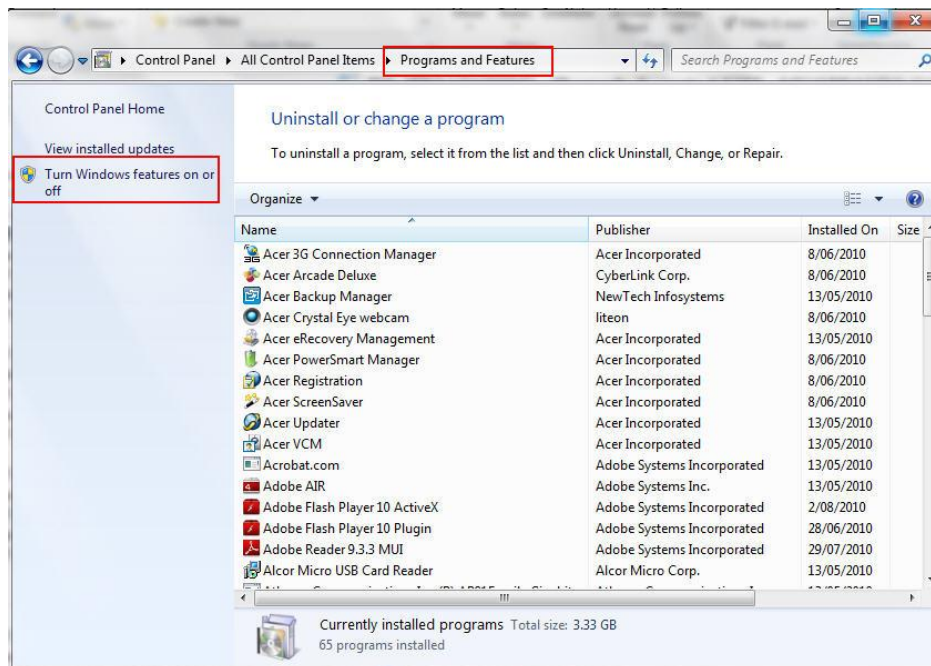 Control Panel ▸ All Control Panel Items ▸ Programs and Features
Search Programs and Features
Control Panel Home
View installed updates
Turn Windows features on or
off
Uninstall or change a program
To uninstall a program, select it from the list and then click Uninstall, Change, or Repair.
Organize
Name Publisher Installed On Size
Acer 3G Connection Manager Acer Incorporated 8/06/2010
Acer Arcade Deluxe CyberLink Corp. 8/06/2010
Acer Backup Manager NewTech Infosystems 13/05/2010
Acer Crystal Eye webcam liteon 8/06/2010
Acer eRecovery Management Acer Incorporated 13/05/2010
Acer PowerSmart Manager Acer Incorporated 8/06/2010
Acer Registration Acer Incorporated 8/06/2010
Acer ScreenSaver Acer Incorporated 8/06/2010
Acer Updater Acer Incorporated 13/05/2010
Acer VCM Acer Incorporated 13/05/2010
Acrobat.com Adobe Systems Incorporated 13/05/2010
Adobe AIR Adobe Systems Inc. 13/05/2010
Adobe Flash Player 10 ActiveX Adobe Systems Incorporated 2/08/2010
Adobe Flash Player 10 Plugin Adobe Systems Incorporated 28/06/2010
Adobe Reader 9.3.3 MUI Adobe Systems Incorporated 29/07/2010
Alcor Micro USB Card Reader Alcor Micro Corp. 13/05/2010
Currently installed programs Total size: 3.33 GB
65 programs installed